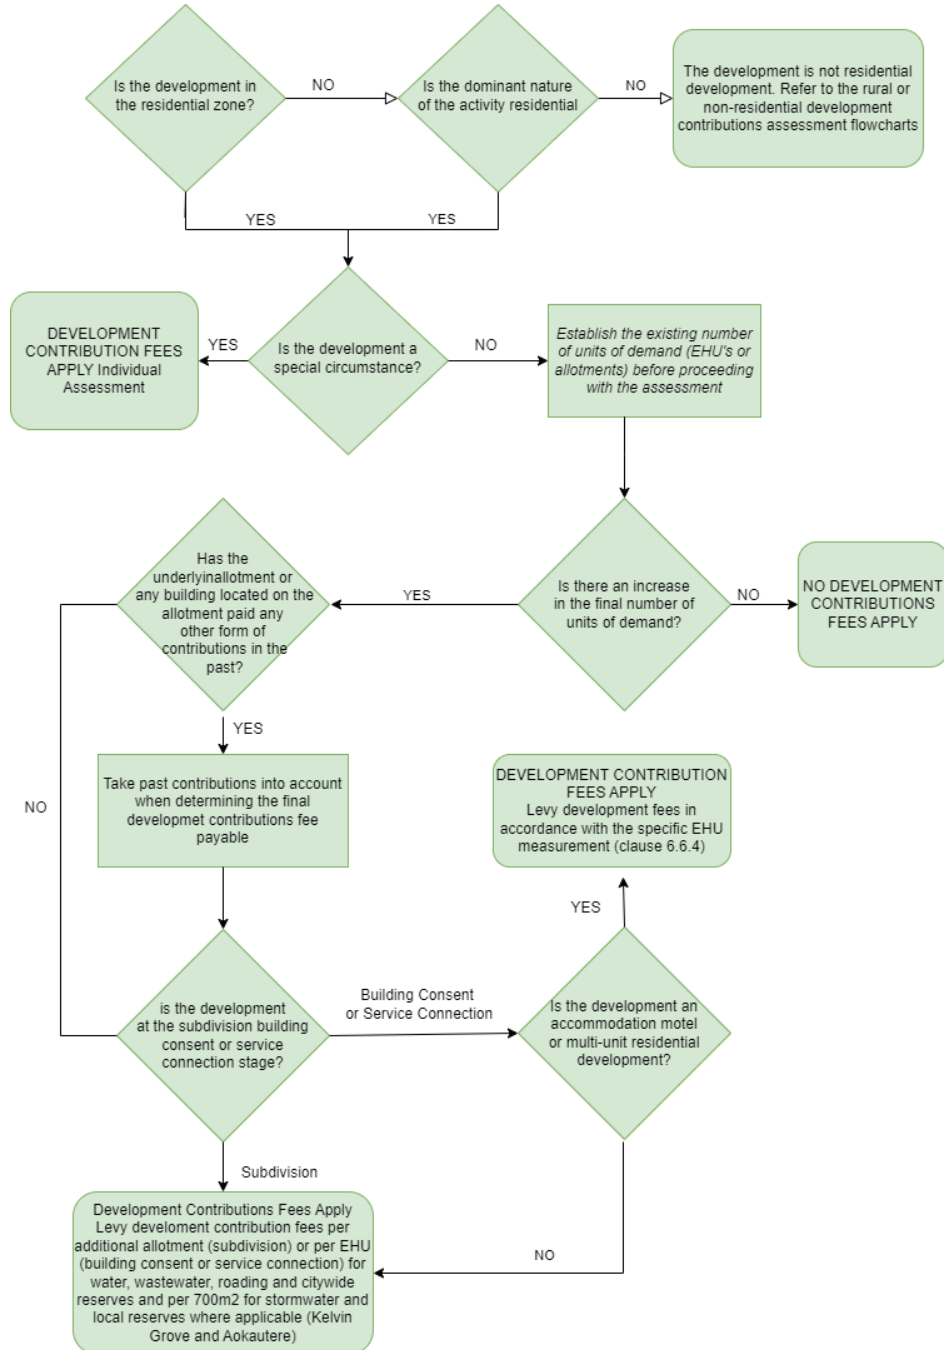 Is the development in
the residential zone?
NO
Is the dominant nature
of the activity residential
NO
The development is not residential
development. Refer to the rural or
non-residential development
contributions assessment flowcharts
YES
YES
DEVELOPMENT
CONTRIBUTION FEES
APPLY Individual
Assessment
YES
Is the development a
special circumstance?
NO
Establish the existing number
of units of demand (EHU's or
allotments) before proceeding
with the assessment
Has the
underlyinallotment or
any building located on the
allotment paid any
other form of
contributions in the
past?
YES
Is there an increase
in the final number of
units of demand?
NO
NO DEVELOPMENT
CONTRIBUTIONS
FEES APPLY
YES
NO
Take past contributions into account
when determining the final
developmet contributions fee
payable
DEVELOPMENT CONTRIBUTION
FEES APPLY
Levy development fees in
accordance with the specific EHU
measurement (clause 6.6.4)
YES
is the development
at the subdivision building
consent or service
connection stage?
Building Consent
or Service Connection
Is the development an
accommodation motel
or multi-unit residential
development?
Subdivision
Development Contributions Fees Apply
Levy develoment contribution fees per
additional allotment (subdivision) or per EHU
(building consent or service connection) for
water, wastewater, roading and citywide
reserves and per 700m2 for stormwater and
local reserves where applicable (Kelvin
Grove and Aokautere)
NO